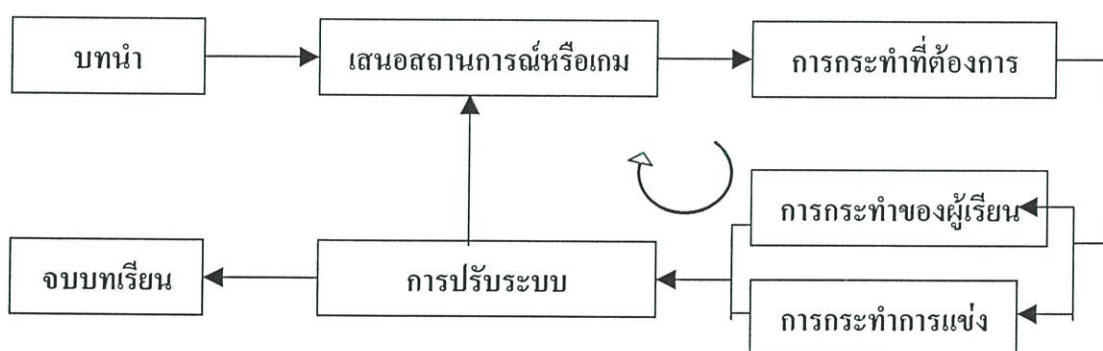 บทนำ
เสนอสถานการณ์หรือเกม
การกระทำที่ต้องการ
การกระทำของผู้เรียน
จบบทเรียน
การปรับระบบ
การกระทำการแข่ง